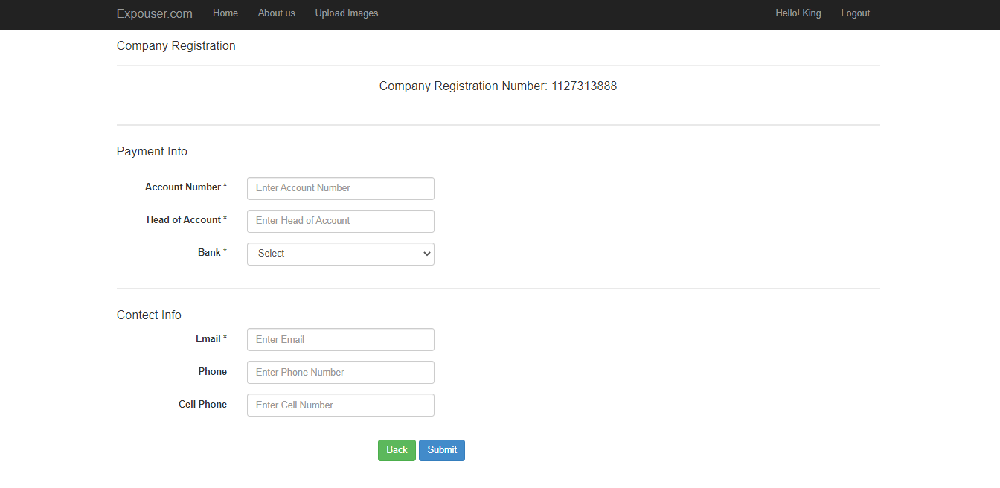 Expouser.com Home About us Upload Images Hello! King Logout
Company Registration
Company Registration Number: 1127313888
Payment Info
Account Number * Enter Account Number
Head of Account * Enter Head of Account
Bank * Select
Contect Info
Email * Enter Email
Phone Enter Phone Number
Cell Phone Enter Cell Number
Back Submit